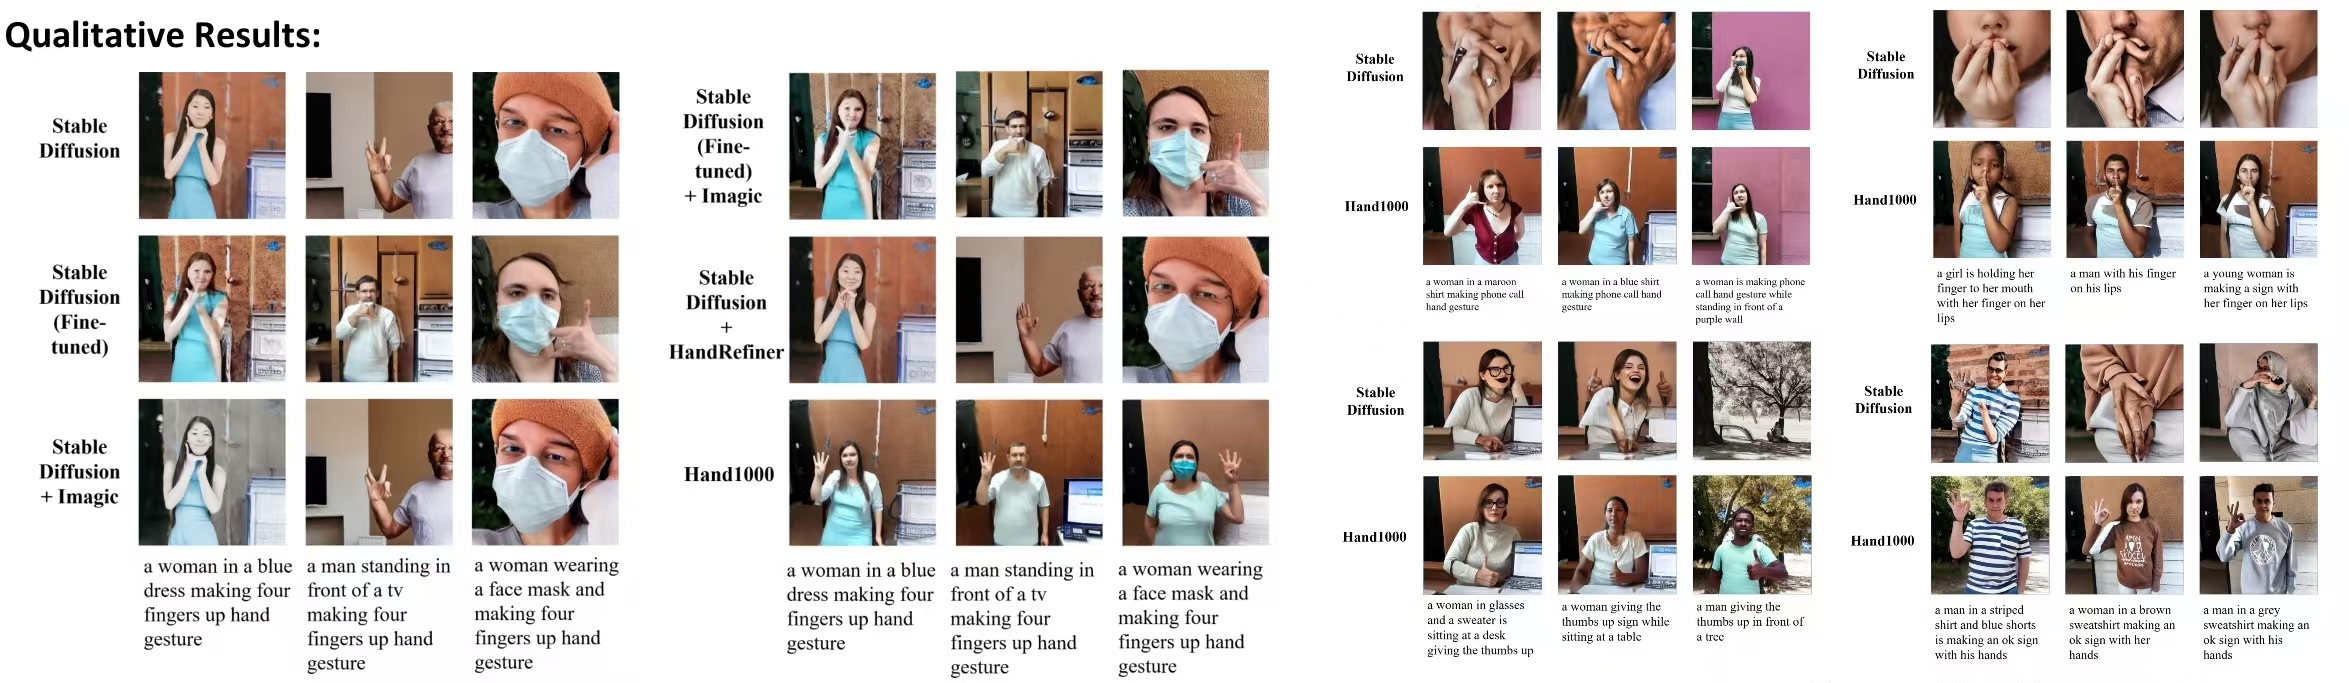 Qualitative Results:
Stable
Diffusion
Stable
Diffusion
(Fine-
tuned)
Stable
Diffusion
+ Imagic
a woman in a blue
dress making four
fingers up hand
gesture
a man standing in
front of a tv
making four
fingers up hand
gesture
a woman wearing
a face mask and
making four
fingers up hand
gesture
Stable
Diffusion
(Fine-
tuned)
+ Imagic
Stable
Diffusion
+
HandRefiner
Hand1000
a woman in a blue
dress making four
fingers up hand
gesture
a man standing in
front of a tv
making four
fingers up hand
gesture
a woman wearing
a face mask and
making four
fingers up hand
gesture
Stable
Diffusion
Hand1000
a woman in a maroon
shirt making phone call
hand gesture
a woman in a blue shirt
making phone call hand
gesture
a woman is making phone
call hand gesture while
standing in front of a
purple wall
Stable
Diffusion
Hand1000
a girl is holding her
finger to her mouth
with her finger on her
lips
a man with his finger
on his lips
a young woman is
making a sign with
her finger on her lips
Stable
Diffusion
Hand1000
a woman in glasses
and a sweater is
sitting at a desk
giving the thumbs up
a woman giving the
thumbs up sign while
sitting at a table
a man giving the
thumbs up in front of
a tree
Stable
Diffusion
Hand1000
a man in a striped
shirt and blue shorts
is making an ok sign
with his hands
a woman in a brown
sweatshirt making an
ok sign with her
hands
a man in a grey
sweatshirt making an
ok sign with his
hands